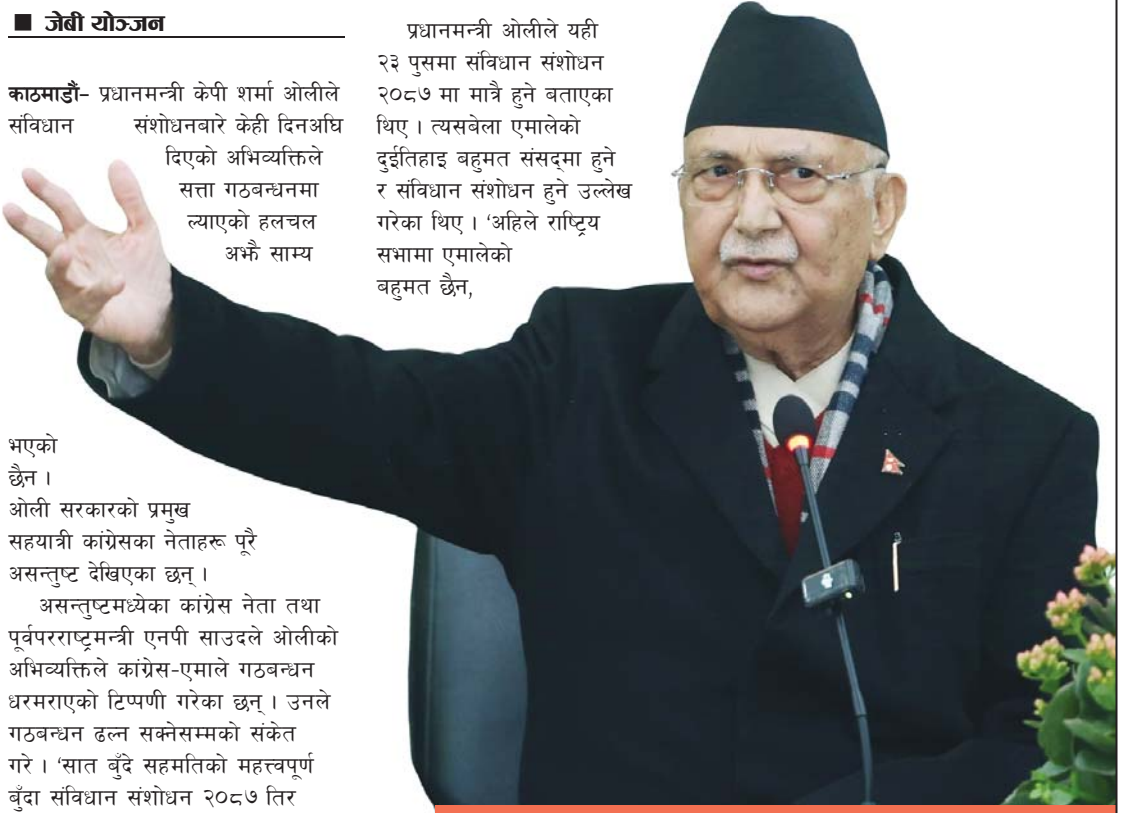 ■ जेबी योञ्जन
काठमाडौं– प्रधानमन्त्री केपी शर्मा ओलीले
संविधान संशोधनबारे केही दिनअघि
दिएको अभिव्यक्तिले
सत्ता गठबन्धनमा
ल्याएको हलचल
अझै साम्य
भएको
छैन ।
ओली सरकारको प्रमुख
सहयात्री कांग्रेसका नेताहरू पूरै
असन्तुष्ट देखिएका छन् ।
असन्तुष्टमध्येका कांग्रेस नेता तथा
पूर्वपरराष्ट्रमन्त्री एनपी साउदले ओलीको
अभिव्यक्तिले कांग्रेस-एमाले गठबन्धन
धरमराएको टिप्पणी गरेका छन् । उनले
गठबन्धन ढल्न सक्नेसम्मको संकेत
गरे । ‘सात बुँदे सहमतिको महत्त्वपूर्ण
बुँदा संविधान संशोधन २०८७ तिर
प्रधानमन्त्री ओलीले यही
२३ पुसमा संविधान संशोधन
२०८७ मा मात्रै हुने बताएका
थिए । त्यसबेला एमालेको
दुईतिहाइ बहुमत संसद्‌मा हुने
र संविधान संशोधन हुने उल्लेख
गरेका थिए । ‘अहिले राष्ट्रिय
सभामा एमालेको
बहुमत छैन,